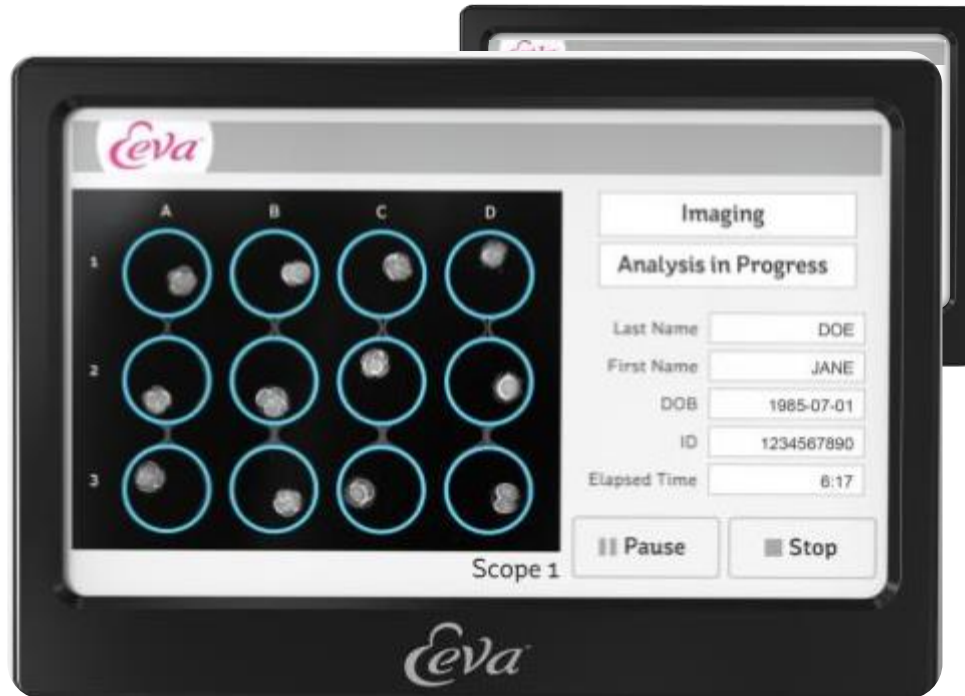 Eeva
A B C D
1
2
3
Imaging
Analysis in Progress
Last Name DOE
First Name JANE
DOB 1985-07-01
ID 1234567890
Elapsed Time 6:17
Pause Stop
Scope 1
Eeva